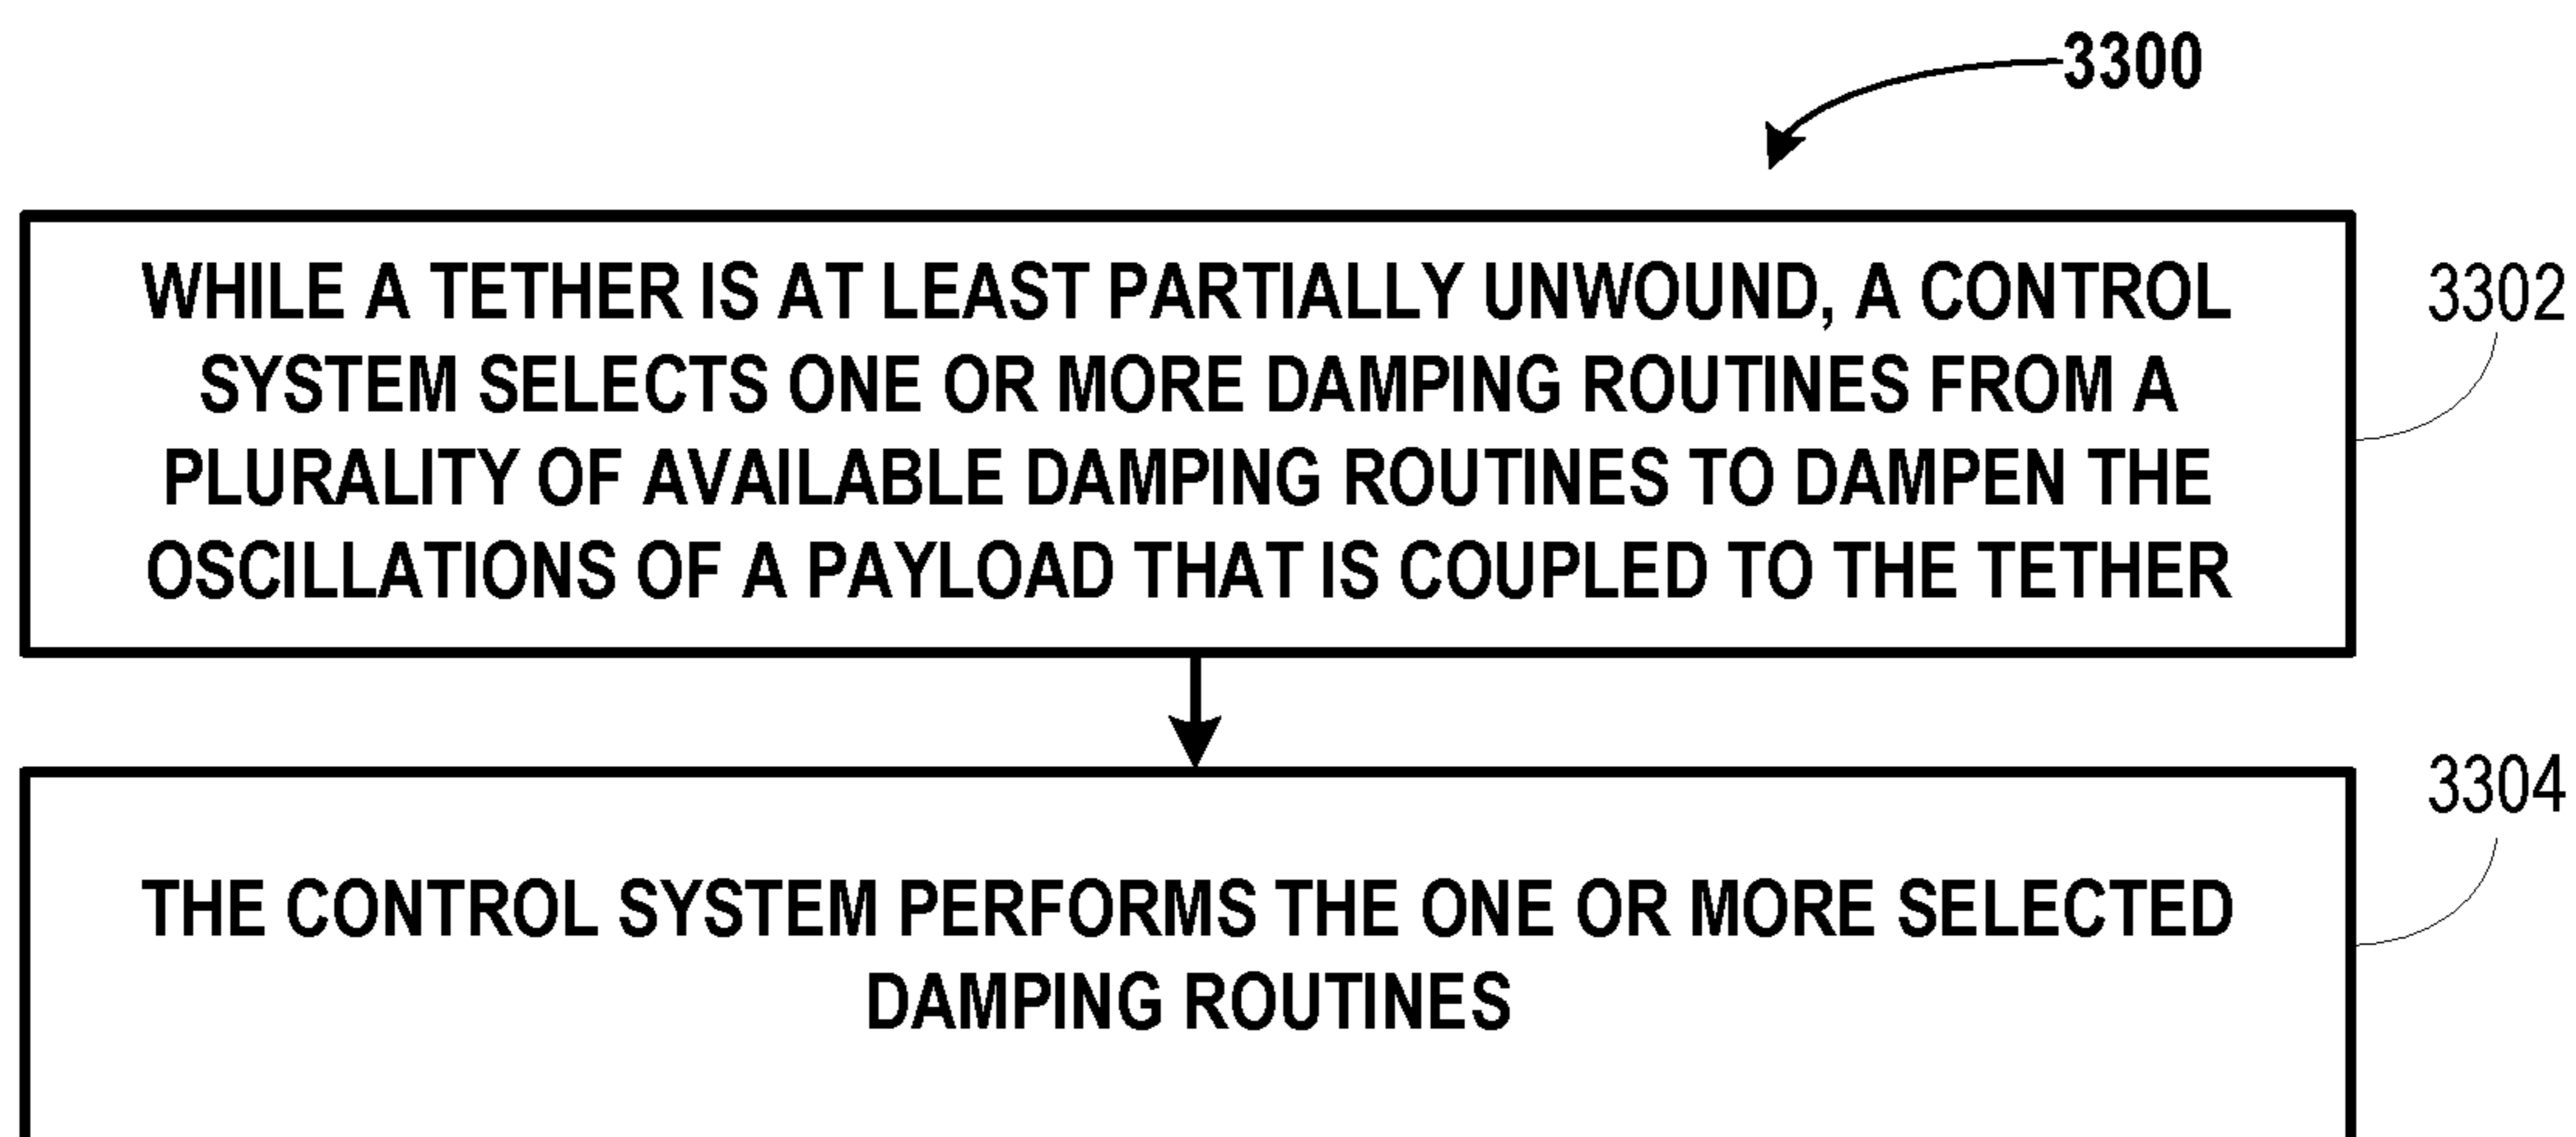 3300
WHILE A TETHER IS AT LEAST PARTIALLY UNWOUND, A CONTROL
SYSTEM SELECTS ONE OR MORE DAMPING ROUTINES FROM A
PLURALITY OF AVAILABLE DAMPING ROUTINES TO DAMPEN THE
OSCILLATIONS OF A PAYLOAD THAT IS COUPLED TO THE TETHER
3302
3304
THE CONTROL SYSTEM PERFORMS THE ONE OR MORE SELECTED
DAMPING ROUTINES